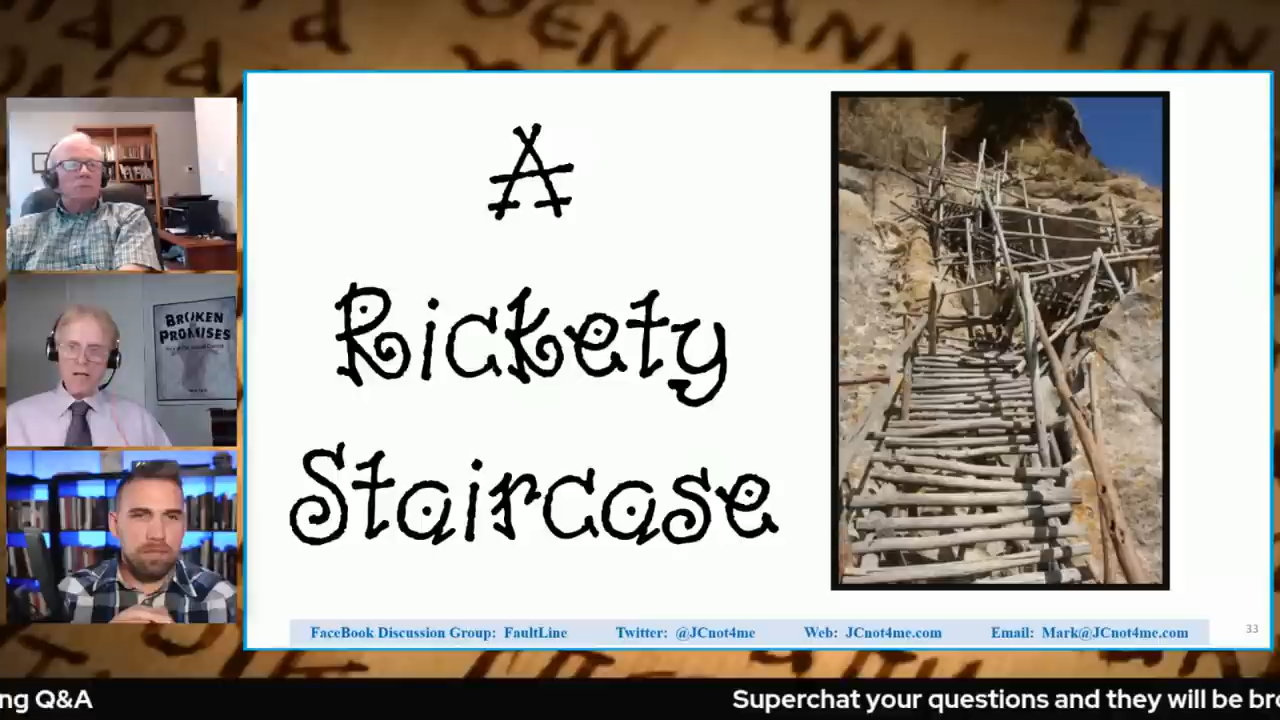 A
Rickety
Staircase
BROKEN
PROMISES
FaceBook Discussion Group: FaultLine Twitter: @JCnot4me Web: JCnot4me.com Email: Mark@JCnot4me.com
33
ng Q&A Superchat your questions and they will be bro